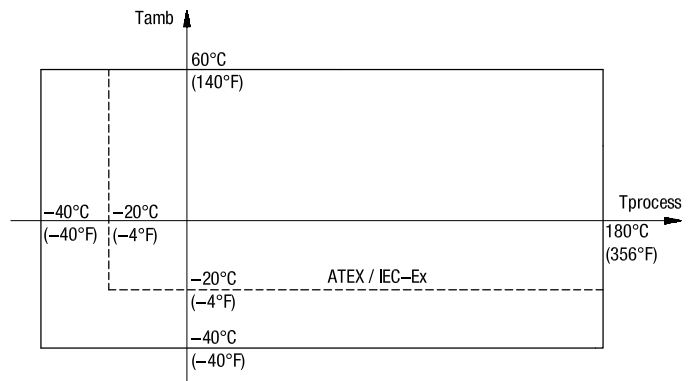 Tamb
60°C
(140°F)
Tprocess
–40°C
(–40°F)
–20°C
(–4°F)
180°C
(356°F)
–20°C
(–4°F)
ATEX / IEC–Ex
–40°C
(–40°F)